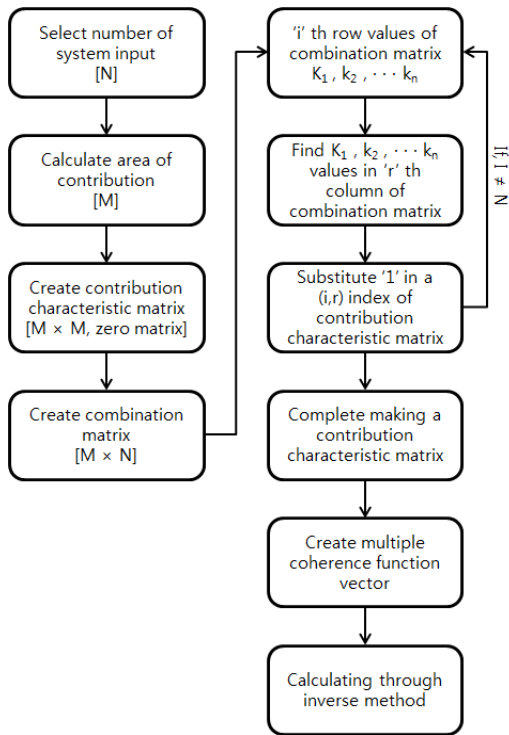 Select number of
system input
[N]
Calculate area of
contribution
[M]
Create contribution
characteristic matrix
[M × M, zero matrix]
Create combination
matrix
[M × N]
‘i’ th row values of
combination matrix
K₁ , k₂ , ··· kₙ
Find K₁ , k₂ , ··· kₙ
values in ‘r’ th
column of
combination matrix
Substitute ‘1’ in a
(i,r) index of
contribution
characteristic matrix
If, I ≠ N
Complete making a
contribution
characteristic matrix
Create multiple
coherence function
vector
Calculating through
inverse method